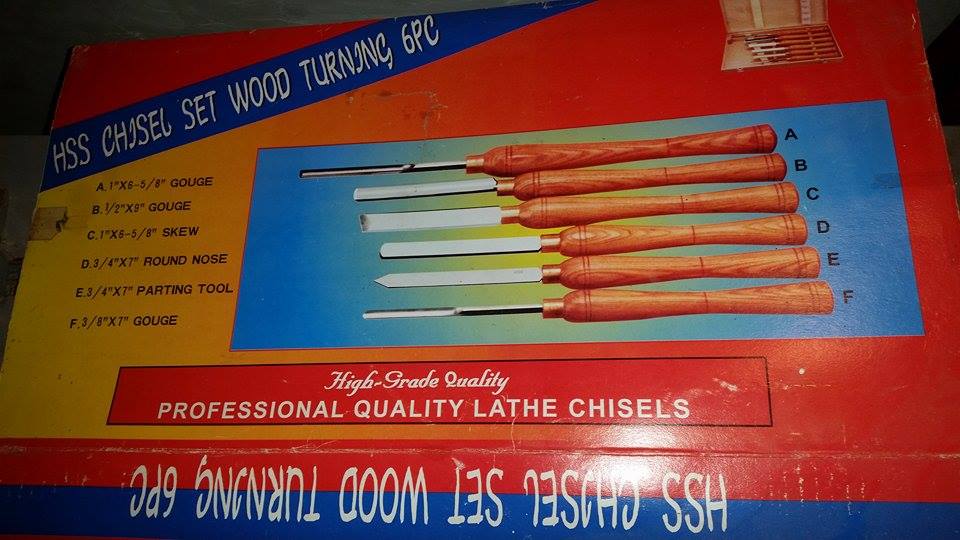 HSS CHISEL SET WOOD TURNING 6PC
A.1"X6-5/8" GOUGE
B.1/2"X9" GOUGE
C.1"X6-5/8" SKEW
D.3/4"X7" ROUND NOSE
E.3/4"X7" PARTING TOOL
F.3/8"X7" GOUGE
A
B
C
D
E
F
High-Grade Quality
PROFESSIONAL QUALITY LATHE CHISELS
HSS CHISEL SET WOOD TURNING 6PC